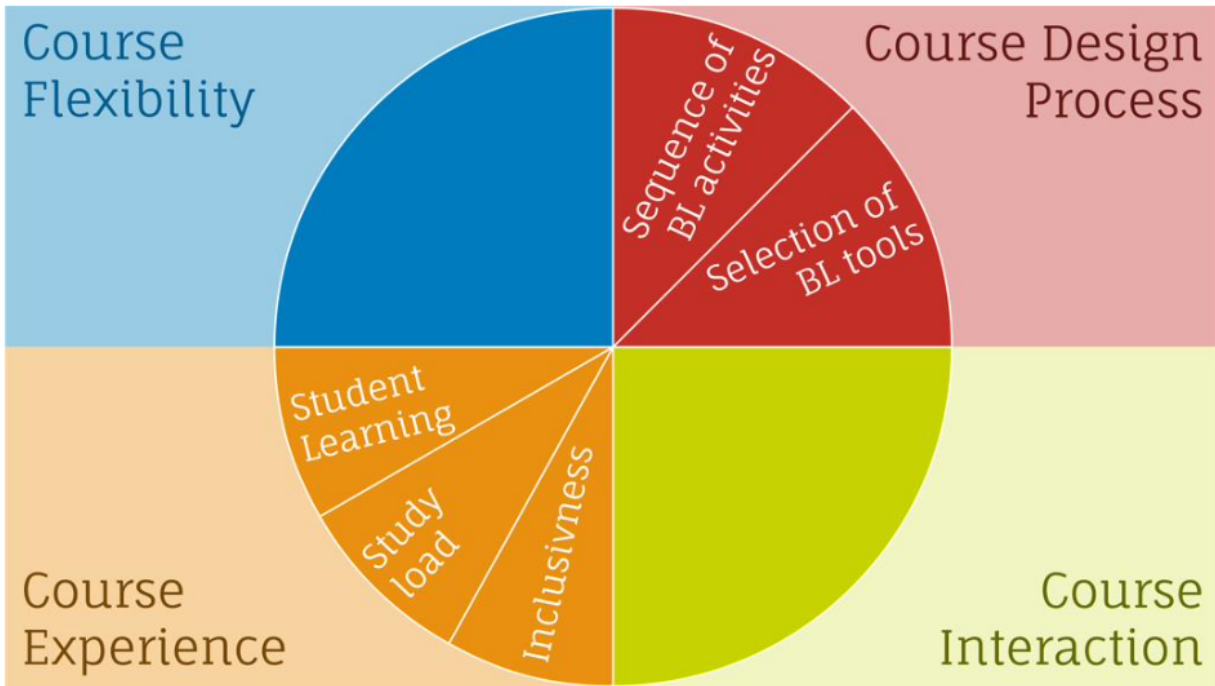 Course
Flexibility
Course Design
Process
Sequence of
BL activities
Selection of
BL tools
Student
Learning
Study
load
Inclusivness
Course
Experience
Course
Interaction